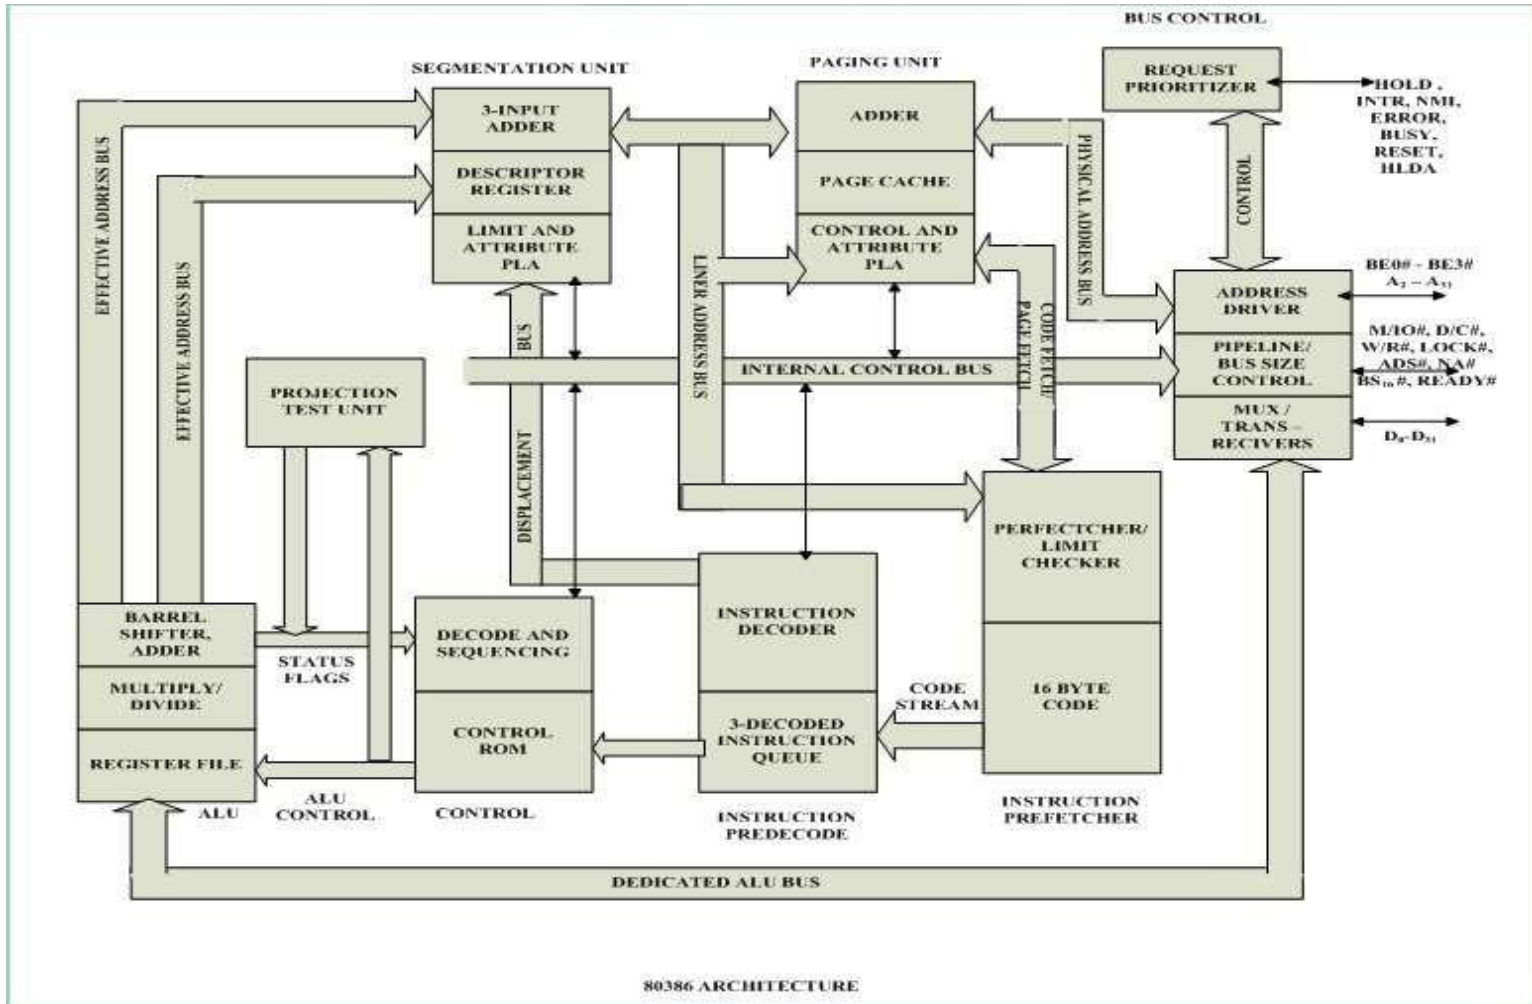 BUS CONTROL
SEGMENTATION UNIT
PAGING UNIT
REQUEST
PRIORITIZER
HOLD ,
INTR, NMI,
ERROR,
BUSY,
RESET,
HLDA
3-INPUT
ADDER
DESCRIPTOR
REGISTER
LIMIT AND
ATTRIBUTE
PLA
ADDER
PAGE CACHE
CONTROL AND
ATTRIBUTE
PLA
EFFECTIVE ADDRESS BUS
EFFECTIVE ADDRESS BUS
PHYSICAL ADDRESS BUS
CONTROL
LINER ADDRESS BUS
CODE FETCH/
PAGE FETCH
DISPLACEMENT BUS
INTERNAL CONTROL BUS
ADDRESS
DRIVER
PIPELINE/
BUS SIZE
CONTROL
MUX /
TRANS –
RECIVERS
BE0# - BE3#
A2 – A31
M/IO#, D/C#,
W/R#, LOCK#,
ADS#, NA#
BS16#, READY#
D0-D31
PROJECTION
TEST UNIT
BARREL
SHIFTER,
ADDER
MULTIPLY/
DIVIDE
REGISTER FILE
ALU
STATUS
FLAGS
ALU
CONTROL
DECODE AND
SEQUENCING
CONTROL
ROM
CONTROL
INSTRUCTION
DECODER
3-DECODED
INSTRUCTION
QUEUE
INSTRUCTION
PREDECODE
CODE
STREAM
PERFECTCHER/
LIMIT
CHECKER
16 BYTE
CODE
INSTRUCTION
PREFETCHER
DEDICATED ALU BUS
80386 ARCHITECTURE